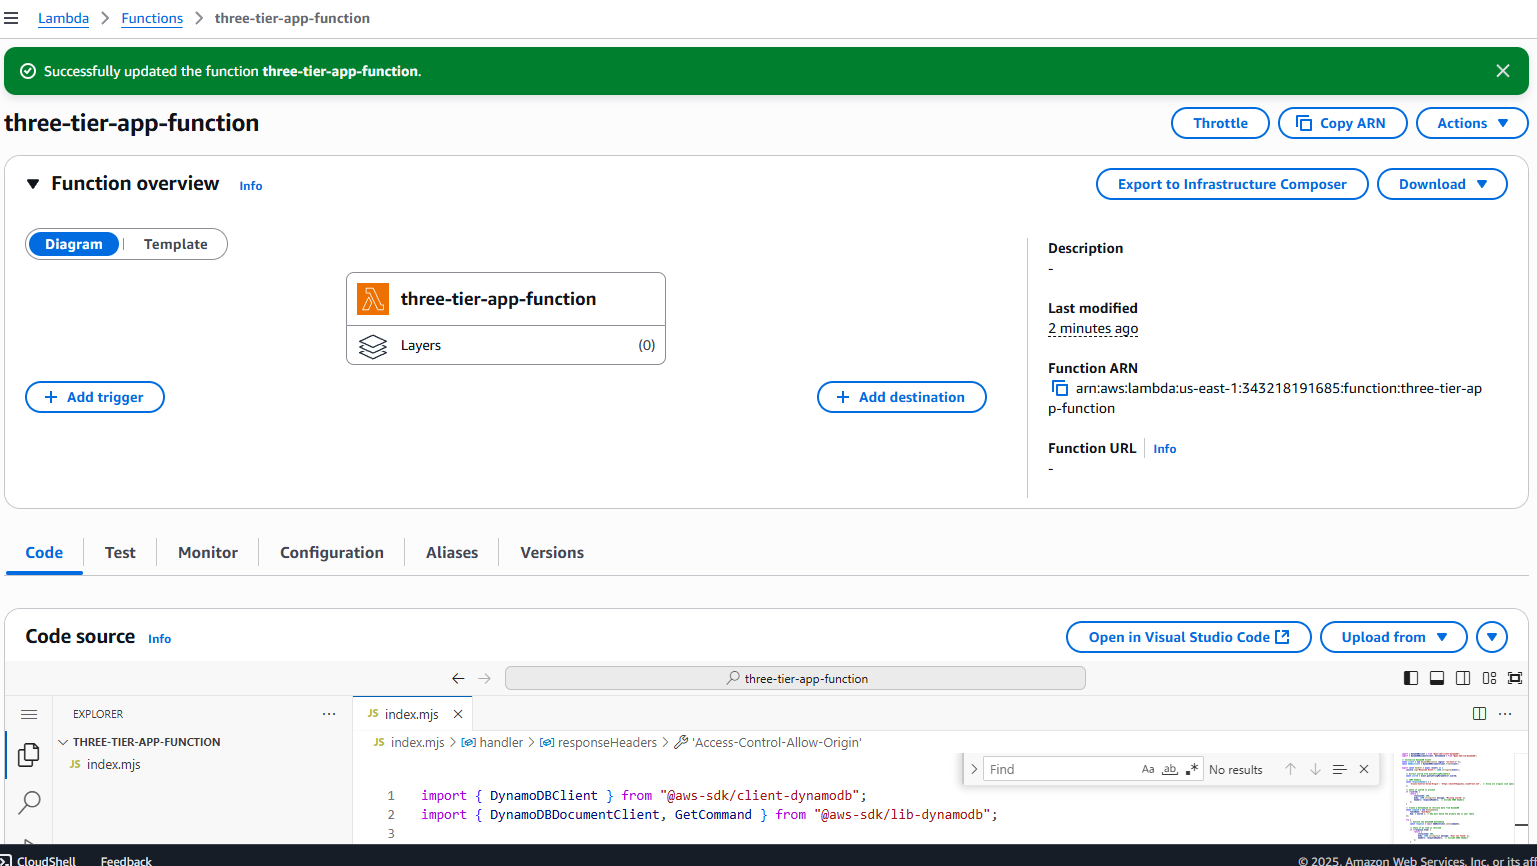 Lambda > Functions > three-tier-app-function
Successfully updated the function three-tier-app-function.
three-tier-app-function
Throttle
Copy ARN
Actions
Function overview Info
Export to Infrastructure Composer
Download
Diagram
Template
three-tier-app-function
Layers (0)
+ Add trigger
+ Add destination
Description
-
Last modified
2 minutes ago
Function ARN
arn:aws:lambda:us-east-1:343218191685:function:three-tier-ap
p-function
Function URL Info
-
Code
Test
Monitor
Configuration
Aliases
Versions
Code source Info
Open in Visual Studio Code
Upload from
three-tier-app-function
EXPLORER ...
JS index.mjs
THREE-TIER-APP-FUNCTION
JS index.mjs
JS index.mjs > handler > responseHeaders > 'Access-Control-Allow-Origin'
Find
Aa ab .*
No results
1 import { DynamoDBClient } from "@aws-sdk/client-dynamodb";
2 import { DynamoDBDocumentClient, GetCommand } from "@aws-sdk/lib-dynamodb";
3
CloudShell
Feedback
© 2025, Amazon Web Services, Inc. or its